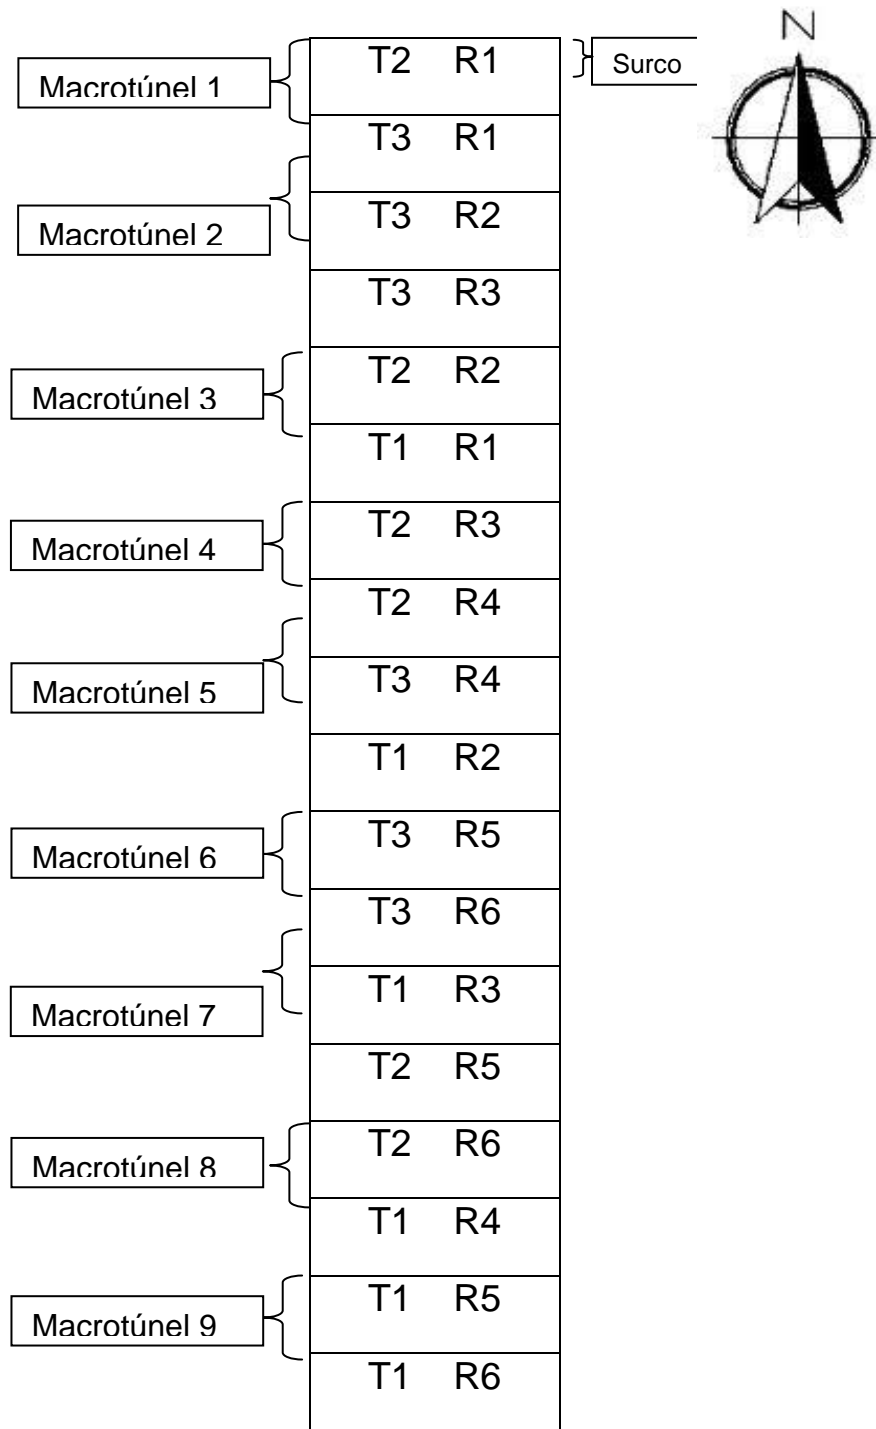 N
T2 R1
Surco
Macrotúnel 1
T3 R1
T3 R2
Macrotúnel 2
T3 R3
T2 R2
Macrotúnel 3
T1 R1
T2 R3
Macrotúnel 4
T2 R4
T3 R4
Macrotúnel 5
T1 R2
T3 R5
Macrotúnel 6
T3 R6
T1 R3
Macrotúnel 7
T2 R5
T2 R6
Macrotúnel 8
T1 R4
T1 R5
Macrotúnel 9
T1 R6